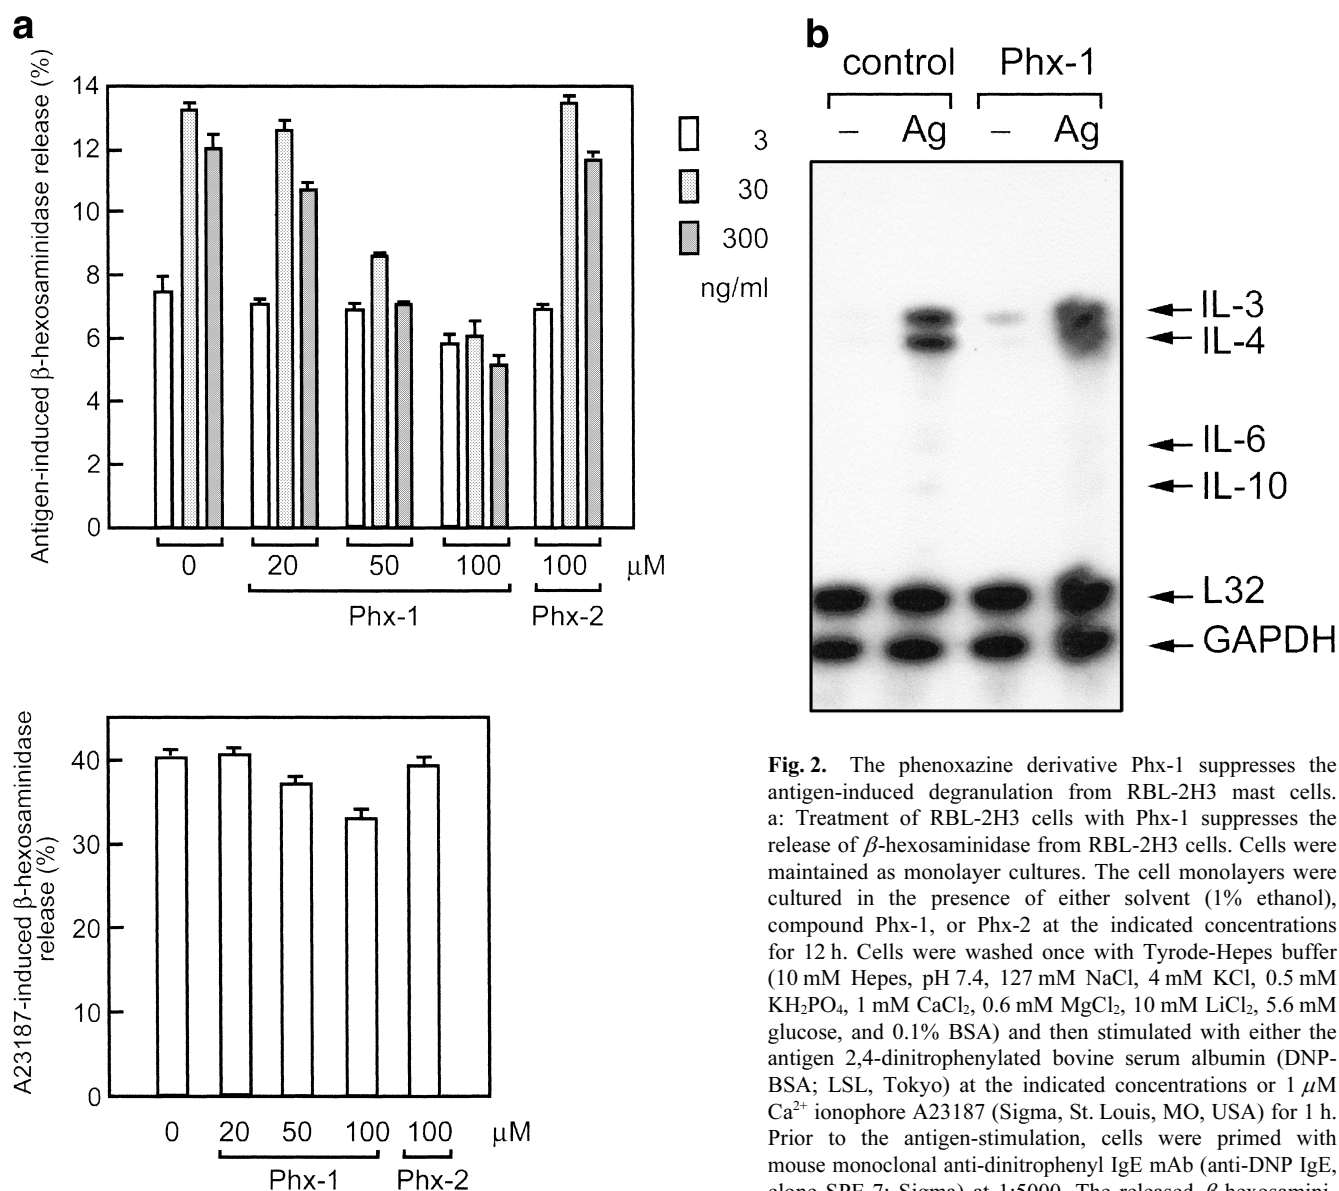 a
Antigen-induced β-hexosaminidase release (%)
14
12
10
8
6
4
2
0
0 20 50 100 100 μM
Phx-1 Phx-2
3
30
300
ng/ml
A23187-induced β-hexosaminidase
release (%)
40
30
20
10
0
0 20 50 100 100 μM
Phx-1 Phx-2
b
control Phx-1
– Ag – Ag
IL-3
IL-4
IL-6
IL-10
L32
GAPDH
Fig. 2. The phenoxazine derivative Phx-1 suppresses the
antigen-induced degranulation from RBL-2H3 mast cells.
a: Treatment of RBL-2H3 cells with Phx-1 suppresses the
release of β-hexosaminidase from RBL-2H3 cells. Cells were
maintained as monolayer cultures. The cell monolayers were
cultured in the presence of either solvent (1% ethanol),
compound Phx-1, or Phx-2 at the indicated concentrations
for 12 h. Cells were washed once with Tyrode-Hepes buffer
(10 mM Hepes, pH 7.4, 127 mM NaCl, 4 mM KCl, 0.5 mM
KH₂PO₄, 1 mM CaCl₂, 0.6 mM MgCl₂, 10 mM LiCl₂, 5.6 mM
glucose, and 0.1% BSA) and then stimulated with either the
antigen 2,4-dinitrophenylated bovine serum albumin (DNP-
BSA; LSL, Tokyo) at the indicated concentrations or 1 μM
Ca²⁺ ionophore A23187 (Sigma, St. Louis, MO, USA) for 1 h.
Prior to the antigen-stimulation, cells were primed with
mouse monoclonal anti-dinitrophenyl IgE mAb (anti-DNP IgE,
clone SPE-7; Sigma) at 1:5000. The released β-hexosamini-